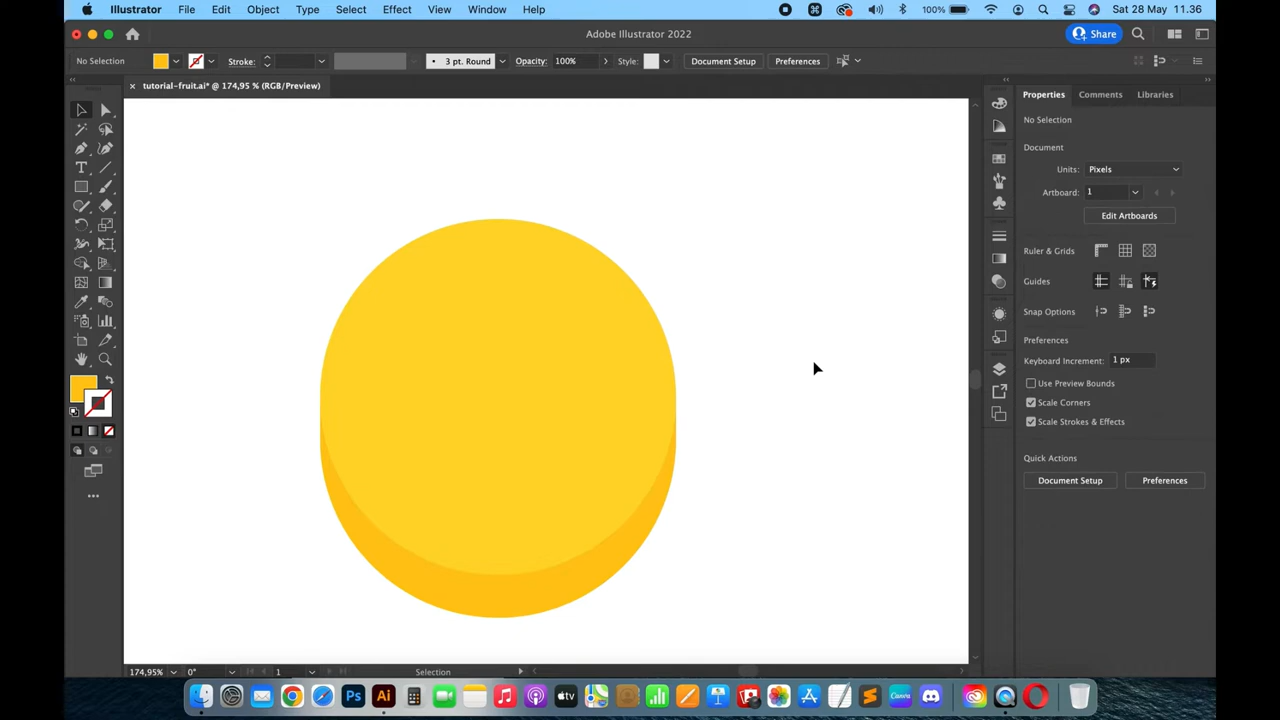 Illustrator File Edit Object Type Select Effect View Window Help 100% Sat 28 May 11.36
Adobe Illustrator 2022 Share
No Selection Stroke: 3 pt. Round Opacity: 100% Style: Document Setup Preferences
tutorial-fruit.ai* @ 174,95 % (RGB/Preview)
Properties Comments Libraries
No Selection
Document
Units: Pixels
Artboard: 1
Edit Artboards
Ruler & Grids
Guides
Snap Options
Preferences
Keyboard Increment: 1 px
Use Preview Bounds
Scale Corners
Scale Strokes & Effects
Quick Actions
Document Setup Preferences
174,95% 0° 1 Selection
Ps Ai tv Canva